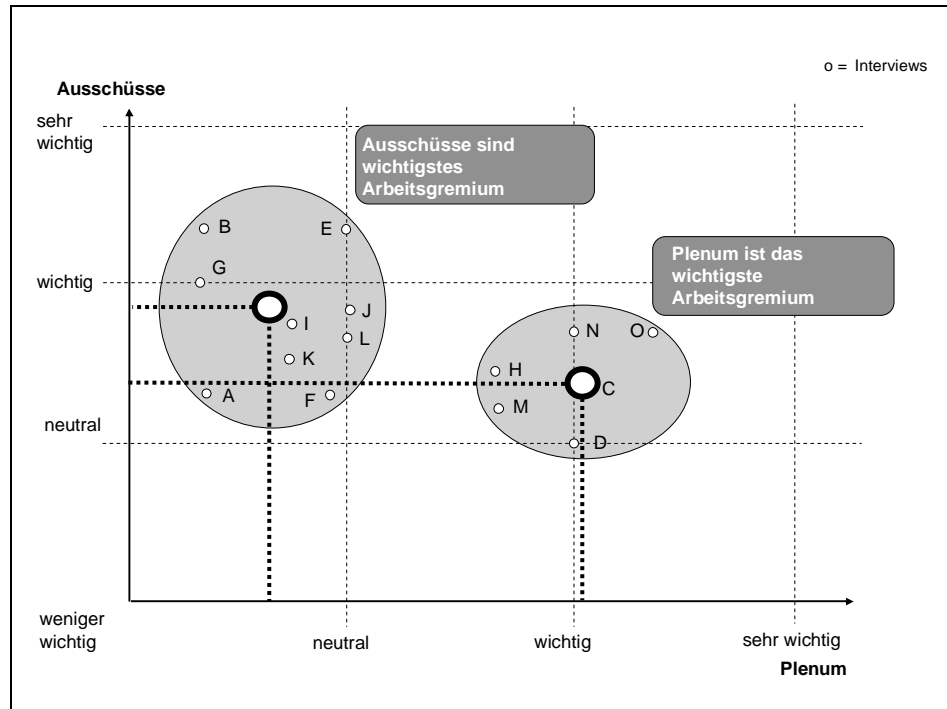 o = Interviews
Ausschüsse
sehr
wichtig
Ausschüsse sind
wichtigstes
Arbeitsgremium
B
E
Plenum ist das
wichtigste
Arbeitsgremium
G
wichtig
J
I
N
O
L
K
H
C
A
F
M
neutral
D
weniger
wichtig
neutral
wichtig
sehr wichtig
Plenum